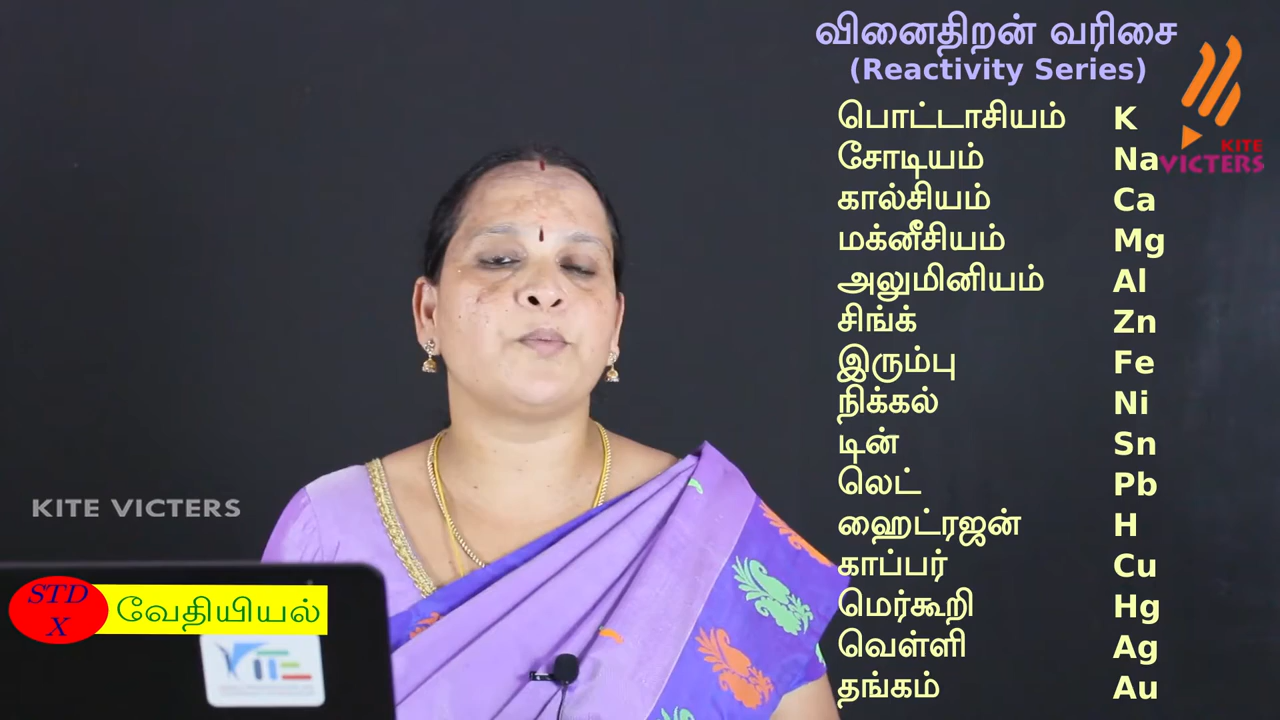 வினைதிறன் வரிசை
(Reactivity Series)
பொட்டாசியம் K
சோடியம் Na
கால்சியம் Ca
மக்னீசியம் Mg
அலுமினியம் Al
சிங்க் Zn
இரும்பு Fe
நிக்கல் Ni
டின் Sn
லெட் Pb
ஹைட்ரஜன் H
காப்பர் Cu
மெர்கூறி Hg
வெள்ளி Ag
தங்கம் Au
KITE
VICTERS
KITE VICTERS
STD
X
வேதியியல்